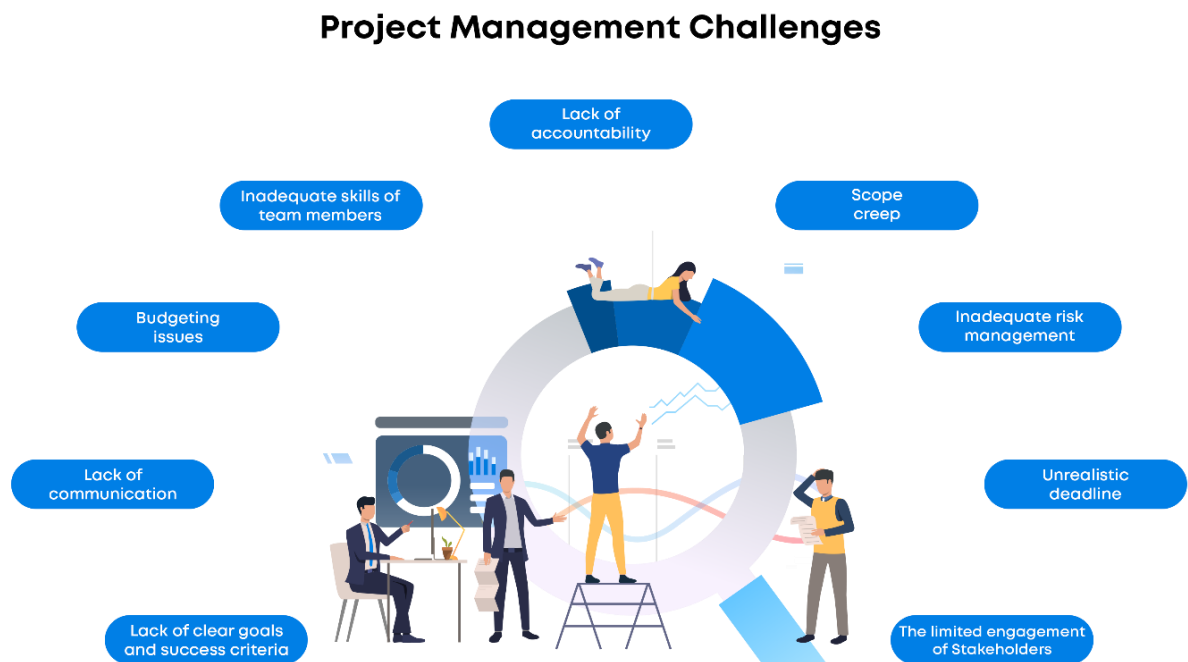 Project Management Challenges
Lack of
accountability
Inadequate skills of
team members
Scope
creep
Budgeting
issues
Inadequate risk
management
Lack of
communication
Unrealistic
deadline
Lack of clear goals
and success criteria
The limited engagement
of Stakeholders